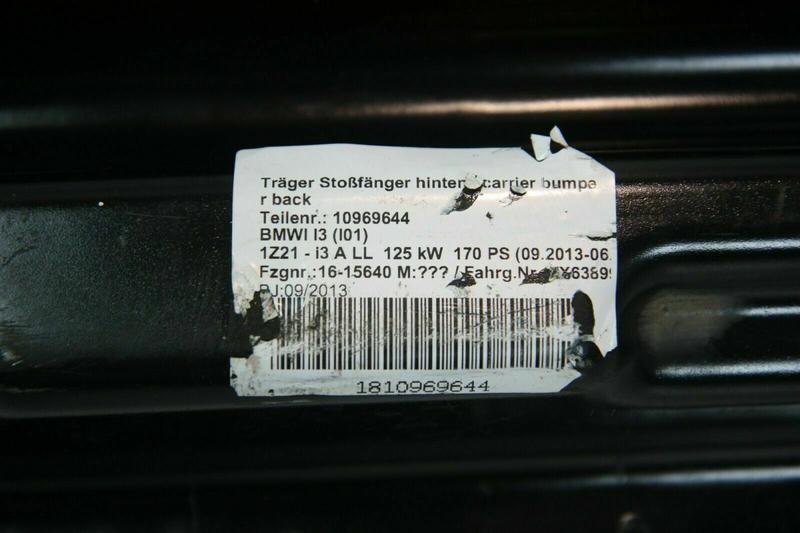 Träger Stoßfänger hinten carrier bumpe
r back
Teilenr.: 10969644
BMWI I3 (I01)
1Z21 - i3 A LL 125 kW 170 PS (09.2013-06.
Fzgnr.:16-15640 M:??? / Fahrg.Nr.
BJ:09/2013
1810969644